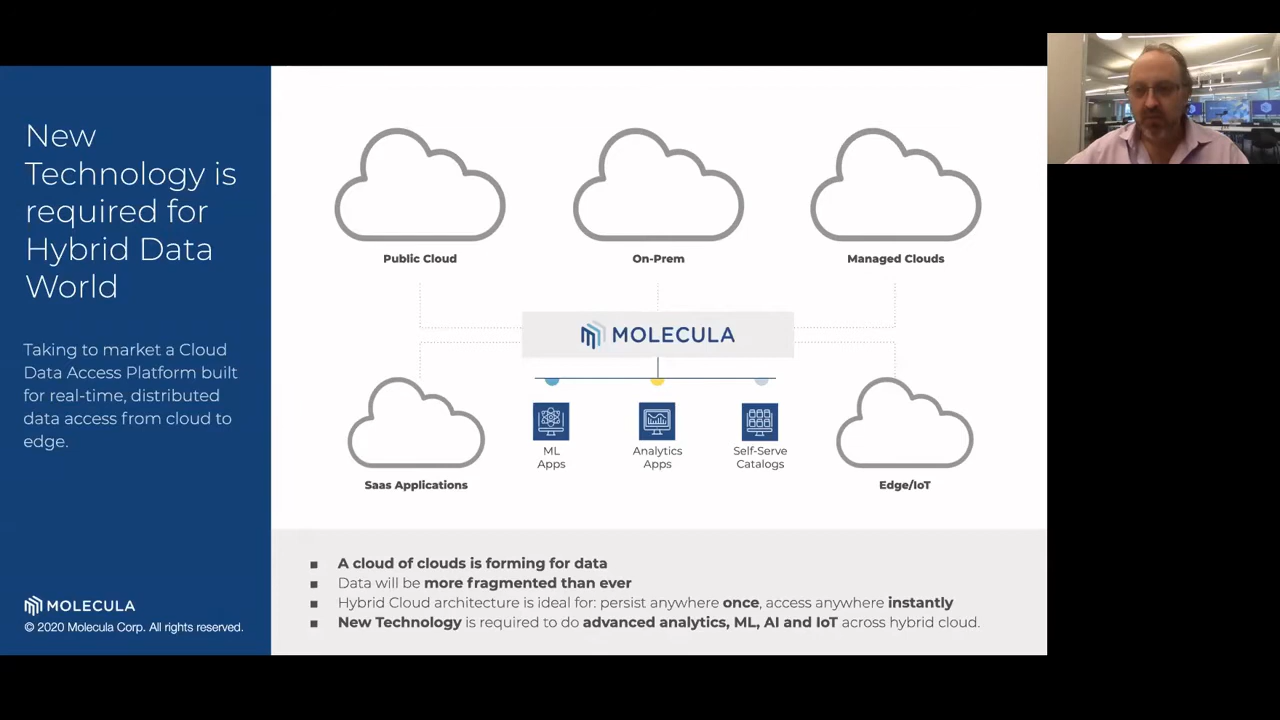 New
Technology is
required for
Hybrid Data
World
Taking to market a Cloud
Data Access Platform built
for real-time, distributed
data access from cloud to
edge.
MOLECULA
© 2020 Molecula Corp. All rights reserved.
Public Cloud
On-Prem
Managed Clouds
MOLECULA
ML
Apps
Analytics
Apps
Self-Serve
Catalogs
Saas Applications
Edge/IoT
■ A cloud of clouds is forming for data
■ Data will be more fragmented than ever
■ Hybrid Cloud architecture is ideal for: persist anywhere once, access anywhere instantly
■ New Technology is required to do advanced analytics, ML, AI and IoT across hybrid cloud.